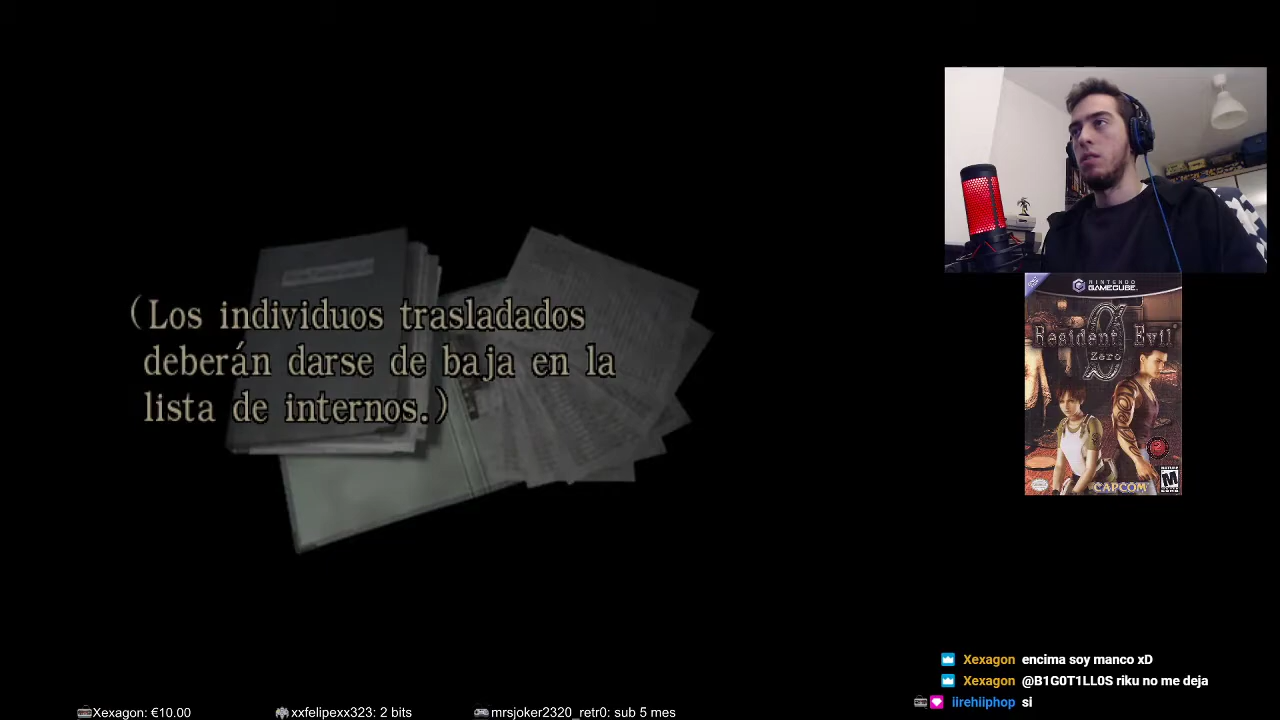 (Los individuos trasladados
deberán darse de baja en la
lista de internos.)
NINTENDO
GAMECUBE
Resident Evil
Zero
M
CAPCOM
Xexagon encima soy manco xD
Xexagon @B1G0T1LL0S riku no me deja
iirehiiphop si
Xexagon: €10.00
xxfelipexx323: 2 bits
mrsjoker2320_retr0: sub 5 mes